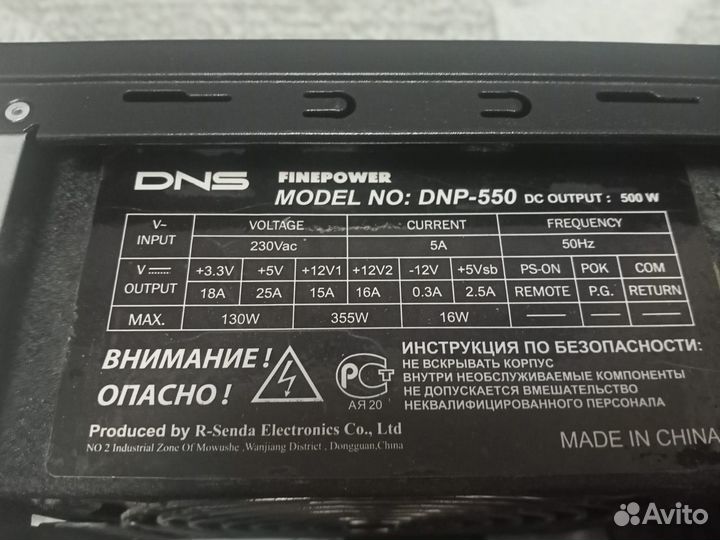 DNS FINEPOWER
MODEL NO: DNP-550 DC OUTPUT : 500 W
V~ INPUT VOLTAGE CURRENT FREQUENCY
230Vac 5A 50Hz
V OUTPUT +3.3V +5V +12V1 +12V2 -12V +5Vsb PS-ON POK COM
18A 25A 15A 16A 0.3A 2.5A REMOTE P.G. RETURN
MAX. 130W 355W 16W
ВНИМАНИЕ !
ОПАСНО !
РСТ
АЯ 20
ИНСТРУКЦИЯ ПО БЕЗОПАСНОСТИ:
НЕ ВСКРЫВАТЬ КОРПУС
ВНУТРИ НЕОБСЛУЖИВАЕМЫЕ КОМПОНЕНТЫ
НЕ ДОПУСКАЕТСЯ ВМЕШАТЕЛЬСТВО
НЕКВАЛИФИЦИРОВАННОГО ПЕРСОНАЛА
Produced by R-Senda Electronics Co., Ltd
NO 2 Industrial Zone Of Mowushe ,Wanjiang District , Dongguan,China
MADE IN CHINA
Avito